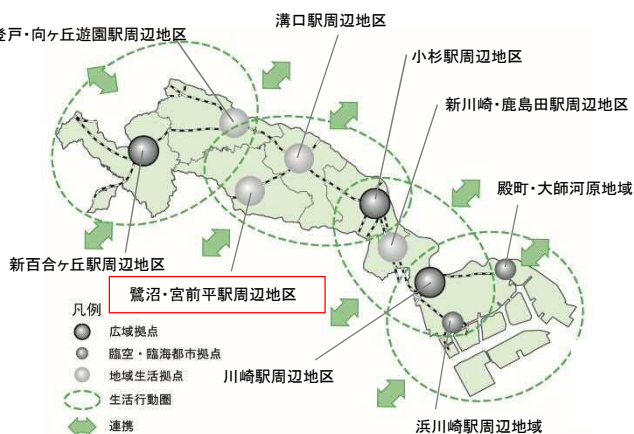 溝口駅周辺地区
登戸・向ヶ丘遊園駅周辺地区
小杉駅周辺地区
新川崎・鹿島田駅周辺地区
殿町・大師河原地域
新百合ヶ丘駅周辺地区
鷺沼・宮前平駅周辺地区
凡例
広域拠点
臨空・臨海都市拠点
地域生活拠点
生活行動圏
連携
川崎駅周辺地区
浜川崎駅周辺地域